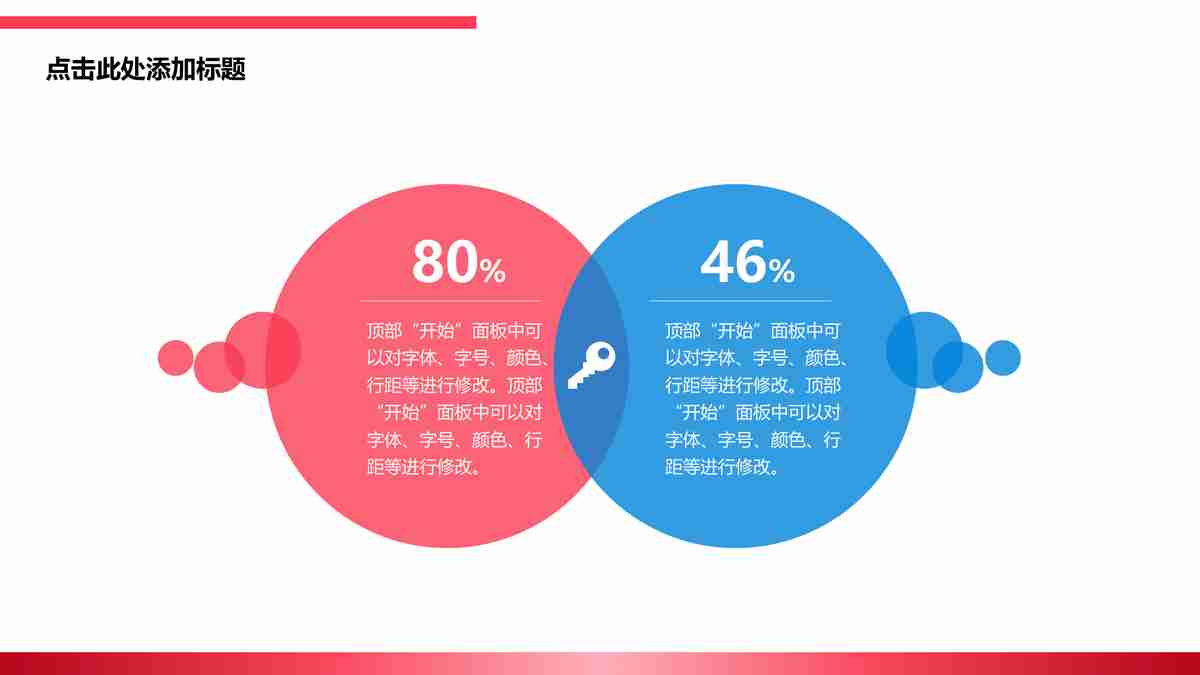 点击此处添加标题
80%
顶部“开始”面板中可
以对字体、字号、颜色、
行距等进行修改。顶部
“开始”面板中可以对
字体、字号、颜色、行
距等进行修改。
46%
顶部“开始”面板中可
以对字体、字号、颜色、
行距等进行修改。顶部
“开始”面板中可以对
字体、字号、颜色、行
距等进行修改。